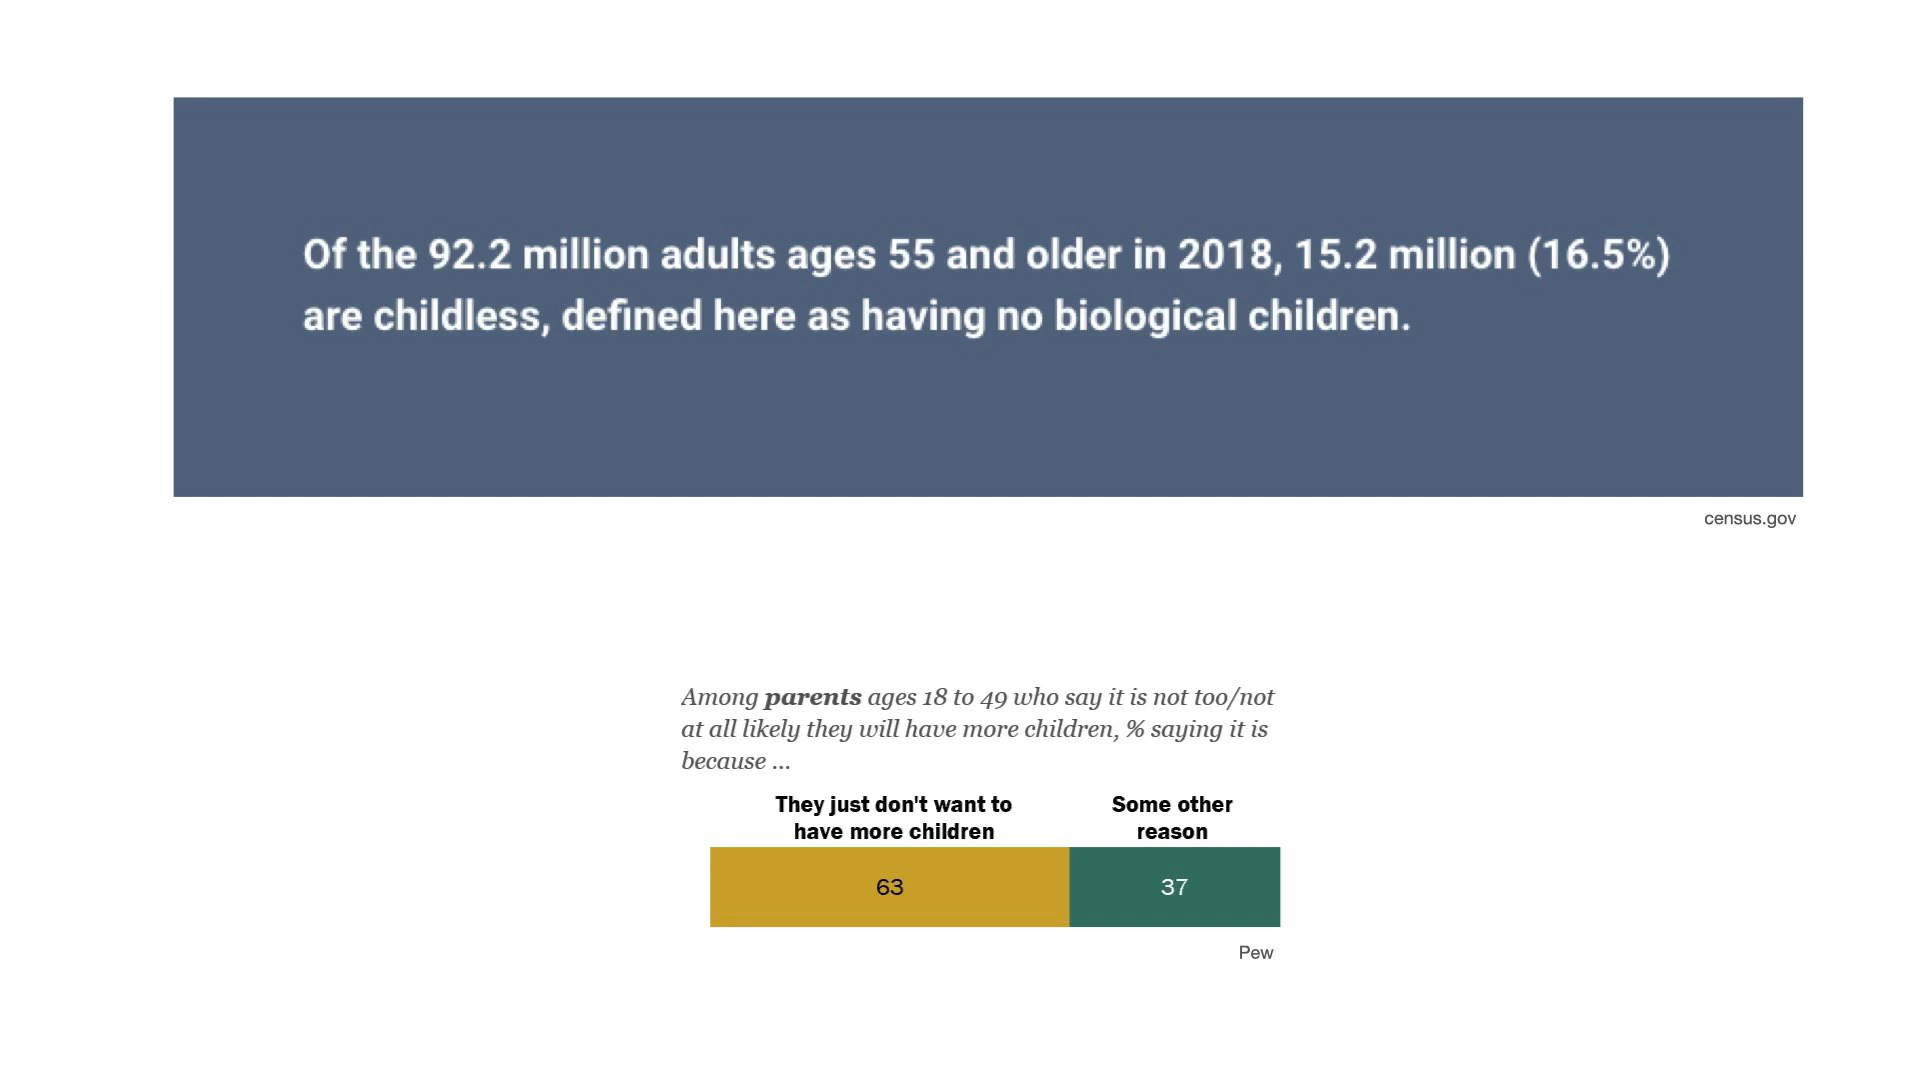 Of the 92.2 million adults ages 55 and older in 2018, 15.2 million (16.5%)
are childless, defined here as having no biological children.
census.gov
Among parents ages 18 to 49 who say it is not too/not
at all likely they will have more children, % saying it is
because ...
They just don't want to
have more children
Some other
reason
63
37
Pew